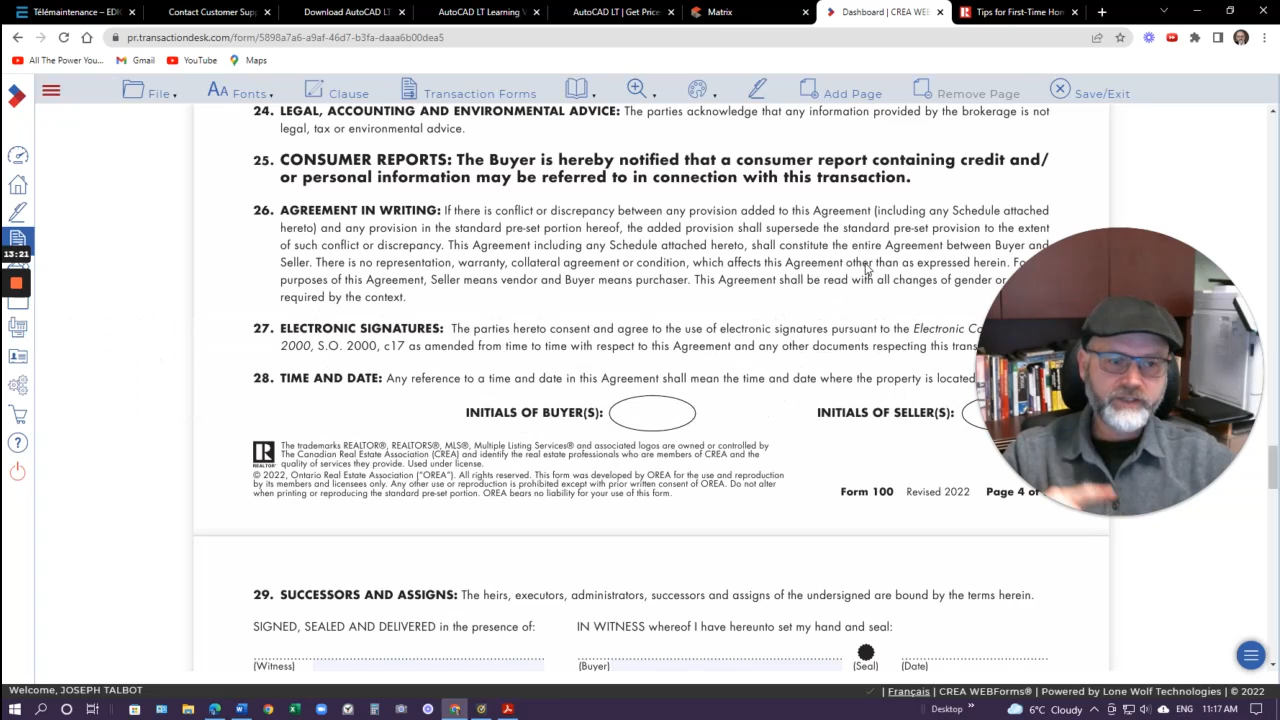 Télémaintenance – EDI
Contact Customer Sup
Download AutoCAD LT
AutoCAD LT Learning
AutoCAD LT | Get Price
Matrix
Dashboard | CREA WEB
Tips for First-Time Hom
pr.transactiondesk.com/form/5898a7a6-a9af-46d7-b3fa-daaa6b00dea5
All The Power You...
Gmail
YouTube
Maps
File
Fonts
Clause
Transaction Forms
Add Page
Remove Page
Save/Exit
24. LEGAL, ACCOUNTING AND ENVIRONMENTAL ADVICE: The parties acknowledge that any information provided by the brokerage is not
legal, tax or environmental advice.
25. CONSUMER REPORTS: The Buyer is hereby notified that a consumer report containing credit and/
or personal information may be referred to in connection with this transaction.
26. AGREEMENT IN WRITING: If there is conflict or discrepancy between any provision added to this Agreement (including any Schedule attached
hereto) and any provision in the standard pre-set portion hereof, the added provision shall supersede the standard pre-set provision to the extent
of such conflict or discrepancy. This Agreement including any Schedule attached hereto, shall constitute the entire Agreement between Buyer and
Seller. There is no representation, warranty, collateral agreement or condition, which affects this Agreement other than as expressed herein. Fo
purposes of this Agreement, Seller means vendor and Buyer means purchaser. This Agreement shall be read with all changes of gender or
required by the context.
27. ELECTRONIC SIGNATURES: The parties hereto consent and agree to the use of electronic signatures pursuant to the Electronic Co
2000, S.O. 2000, c17 as amended from time to time with respect to this Agreement and any other documents respecting this trans
28. TIME AND DATE: Any reference to a time and date in this Agreement shall mean the time and date where the property is located
INITIALS OF BUYER(S):
INITIALS OF SELLER(S):
The trademarks REALTOR®, REALTORS®, MLS®, Multiple Listing Services® and associated logos are owned or controlled by
The Canadian Real Estate Association (CREA) and identify the real estate professionals who are members of CREA and the
quality of services they provide. Used under license.
© 2022, Ontario Real Estate Association ("OREA"). All rights reserved. This form was developed by OREA for the use and reproduction
by its members and licensees only. Any other use or reproduction is prohibited except with prior written consent of OREA. Do not alter
when printing or reproducing the standard pre-set portion. OREA bears no liability for your use of this form.
R
REALTOR
Form 100 Revised 2022 Page 4 of
29. SUCCESSORS AND ASSIGNS: The heirs, executors, administrators, successors and assigns of the undersigned are bound by the terms herein.
SIGNED, SEALED AND DELIVERED in the presence of:
IN WITNESS whereof I have hereunto set my hand and seal:
(Witness)
(Buyer)
(Seal)
(Date)
13:21
Welcome, JOSEPH TALBOT
| Français | CREA WEBForms® | Powered by Lone Wolf Technologies | © 2022
Desktop
6°C Cloudy
11:17 AM